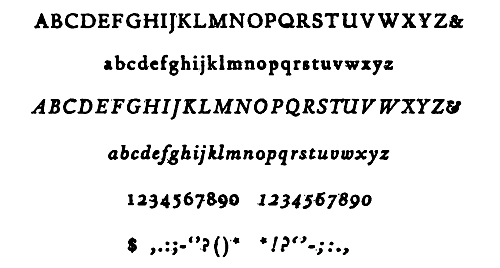 ABCDEFGHIJKLMNOPQRSTUVWXYZ&
abcdefghijklmnopqrstuvwxyz
ABCDEFGHIJKLMNOPQRSTUVWXYZ&
abcdefghijklmnopqrstuvwxyz
1234567890 1234567890
$ ,.:;-‘’?()* *!?‘’-;:.,